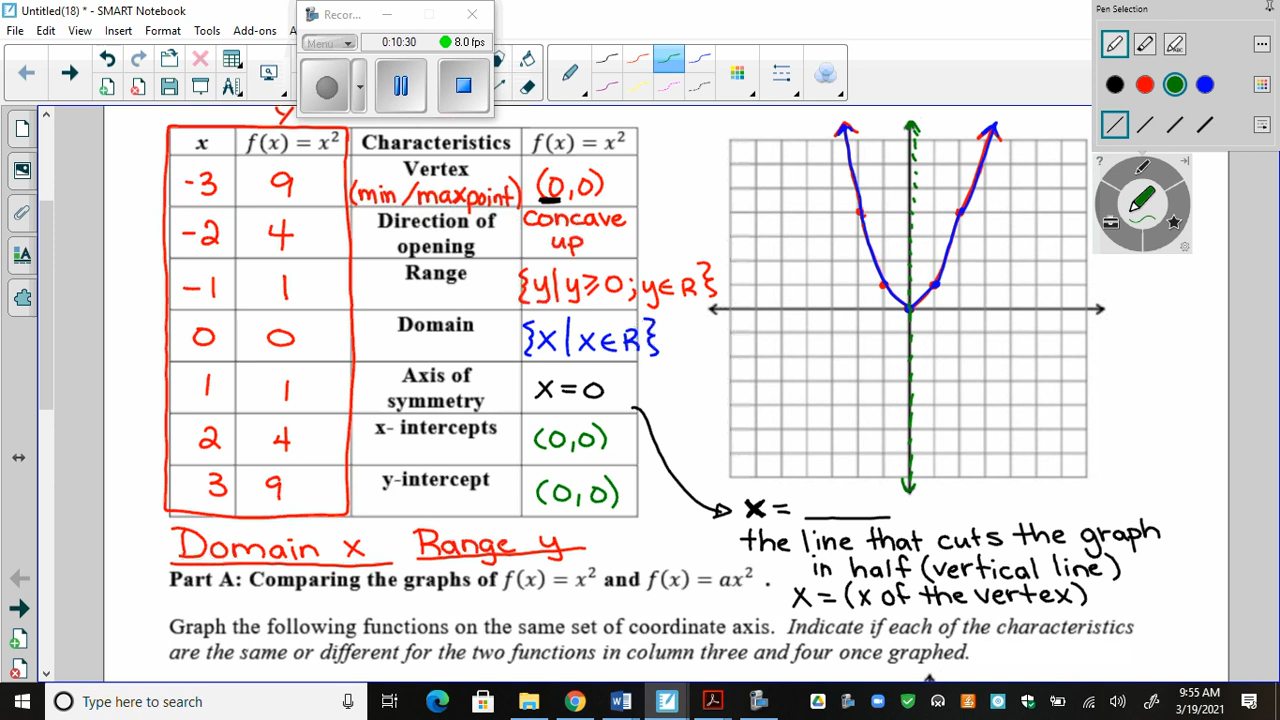 Untitled(18) * - SMART Notebook
File Edit View Insert Format Tools Add-ons
Recor...
Menu 0:10:30 8.0 fps
Pen Selection
y
x f(x) = x² Characteristics f(x) = x²
-3 9 Vertex (min/maxpoint) (0,0)
-2 4 Direction of opening concave up
-1 1 Range {y|y≥0; y∈R}
0 0 Domain {x|x∈R}
1 1 Axis of symmetry x=0
2 4 x- intercepts (0,0)
3 9 y-intercept (0,0)
x = ____
the line that cuts the graph
in half (vertical line)
x = (x of the vertex)
Domain x Range y
Part A: Comparing the graphs of f(x) = x² and f(x) = ax² .
Graph the following functions on the same set of coordinate axis. Indicate if each of the characteristics
are the same or different for the two functions in column three and four once graphed.
Type here to search
9:55 AM
3/19/2021